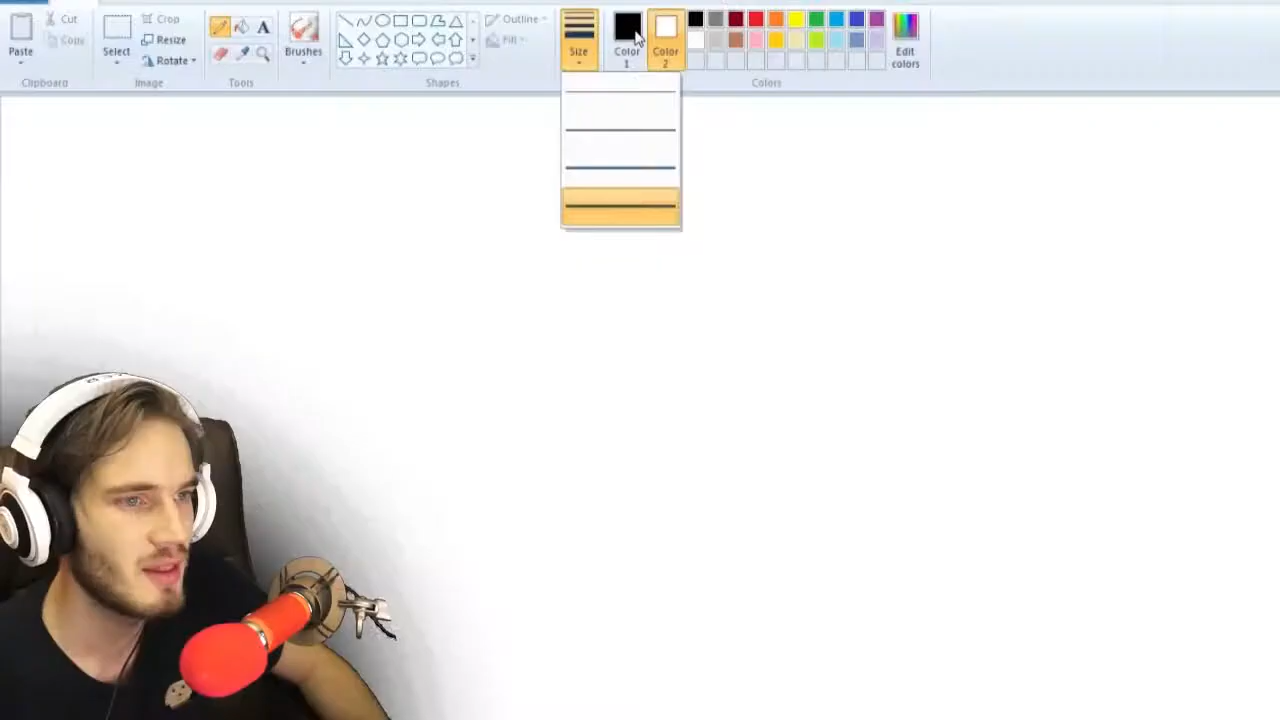 Cut
Crop
Outline
Paste
Copy
Select
Resize
Rotate
Brushes
Fill
Size
Color
1
Color
2
Edit
colors
Clipboard
Image
Tools
Shapes
Colors
A